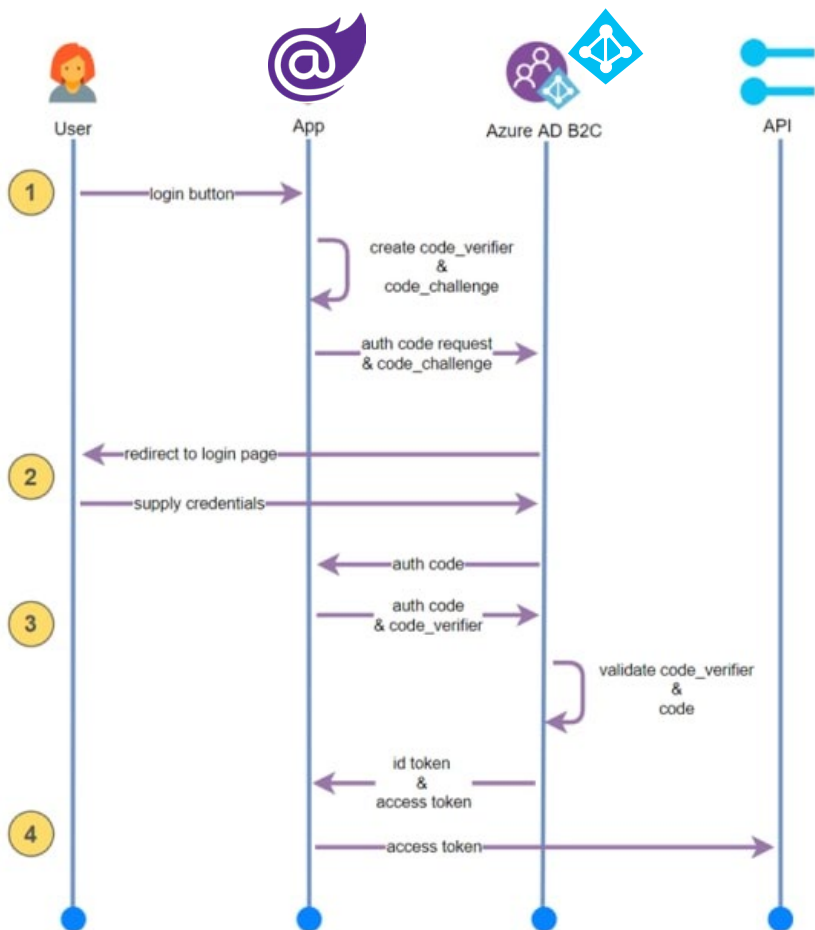 User
App
Azure AD B2C
API
1
login button
create code_verifier
&
code_challenge
auth code request
& code_challenge
redirect to login page
2
supply credentials
auth code
3
auth code
& code_verifier
validate code_verifier
&
code
id token
&
access token
4
access token